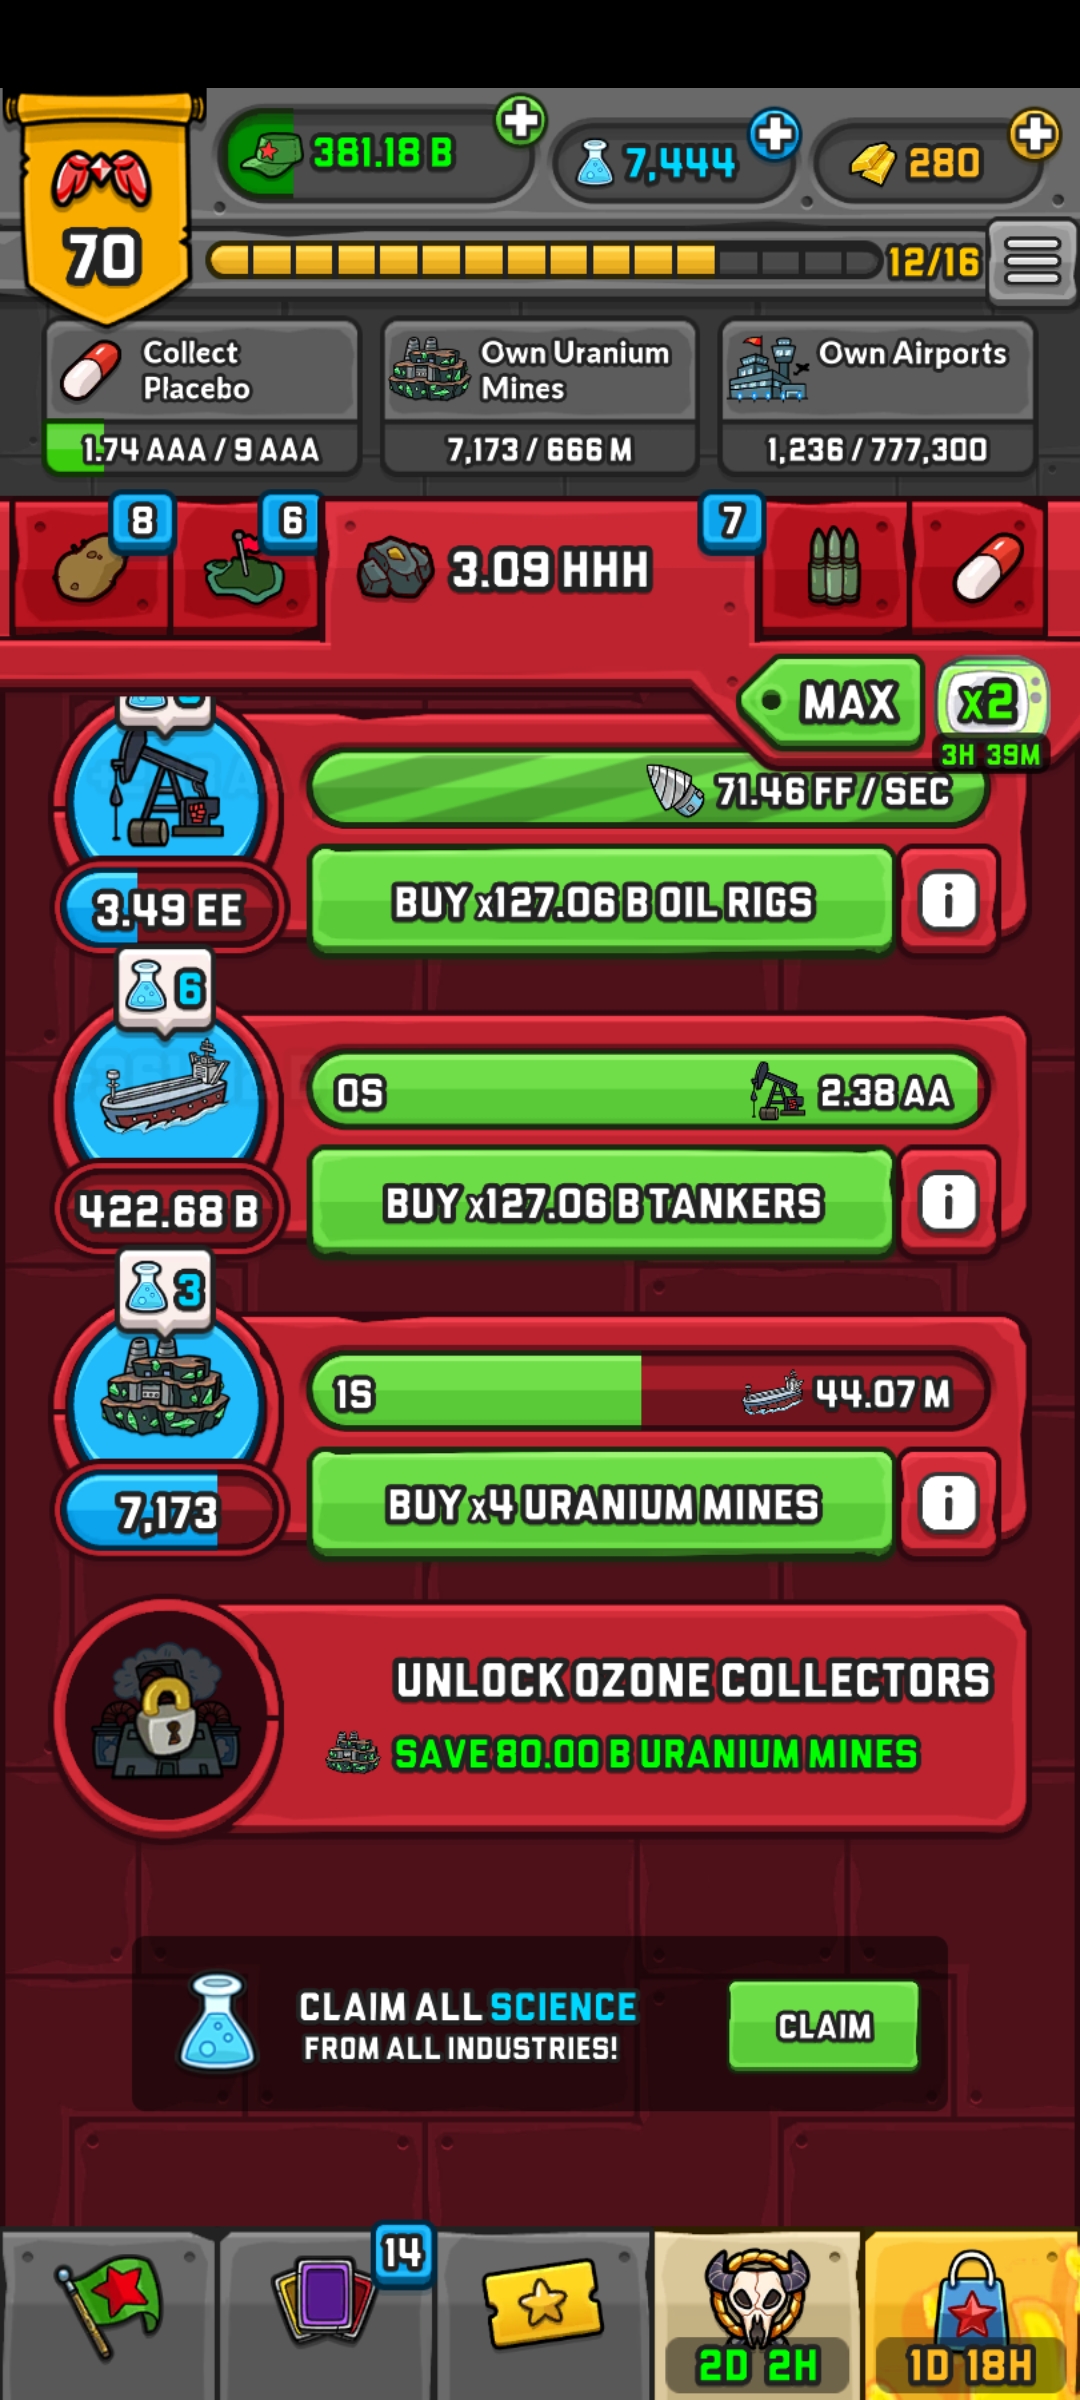 381.18 B
7,444
280
70
12/16
Collect
Placebo
Own Uranium
Mines
Own Airports
1.74 AAA / 9 AAA
7,173 / 666 M
1,236 / 777,300
8
6
3.09 HHH
7
MAX
x2
3H 39M
71.46 FF / SEC
3.49 EE
BUY x127.06 B OIL RIGS
i
6
0S
2.38 AA
422.68 B
BUY x127.06 B TANKERS
i
3
1S
44.07 M
7,173
BUY x4 URANIUM MINES
i
UNLOCK OZONE COLLECTORS
SAVE 80.00 B URANIUM MINES
CLAIM ALL SCIENCE
FROM ALL INDUSTRIES!
CLAIM
14
2D 2H
1D 18H